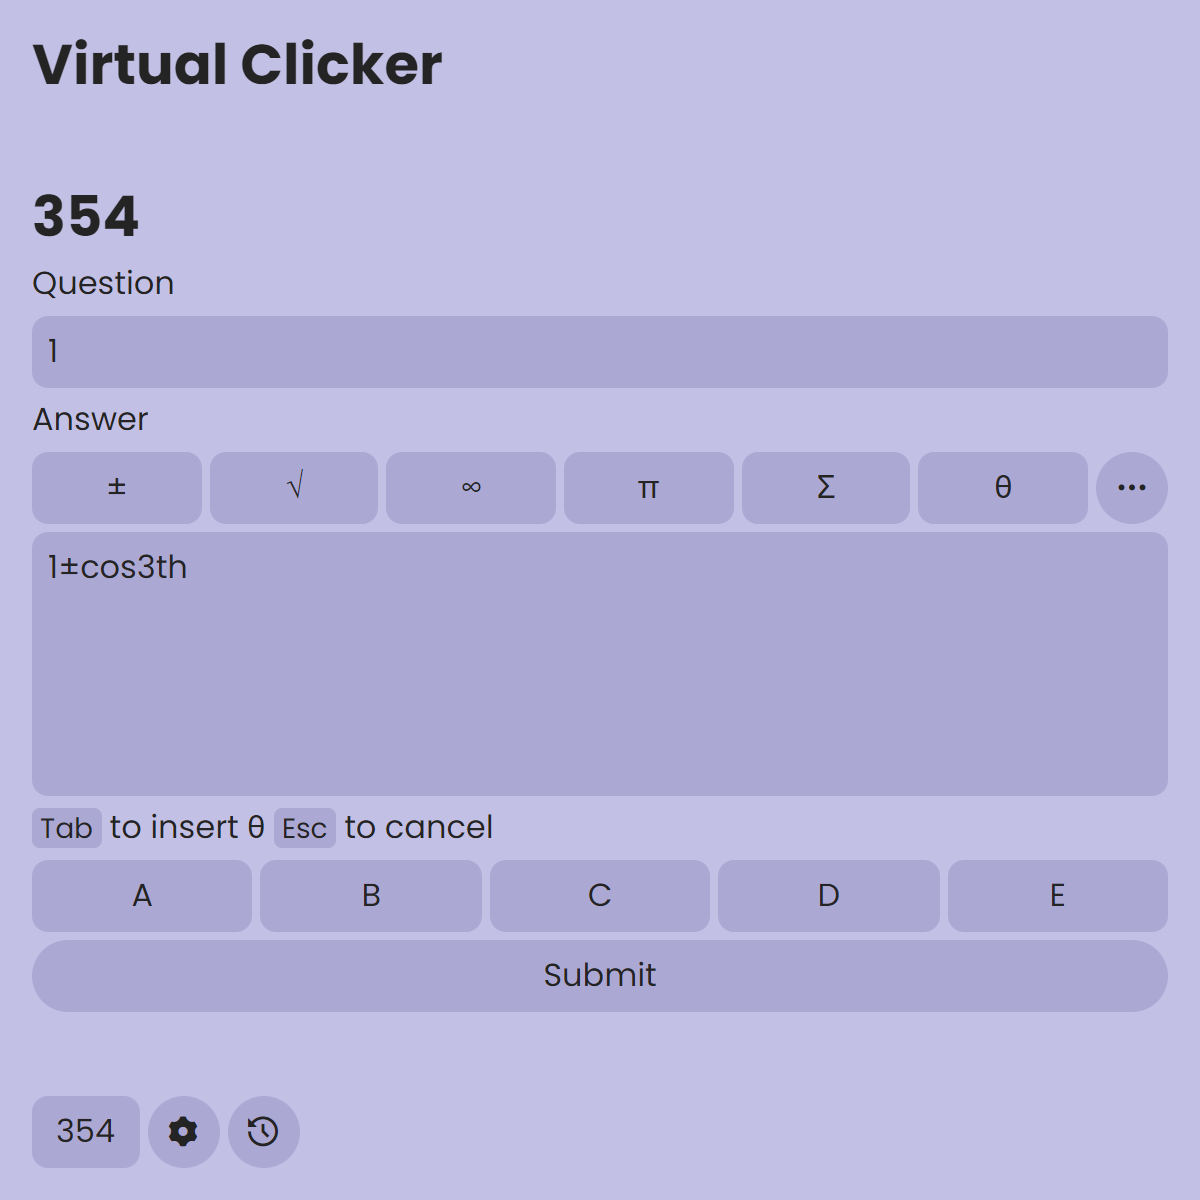 Virtual Clicker
354
Question
1
Answer
± √ ∞ π Σ θ
1±cos3th
Tab to insert θ Esc to cancel
A B C D E
Submit
354